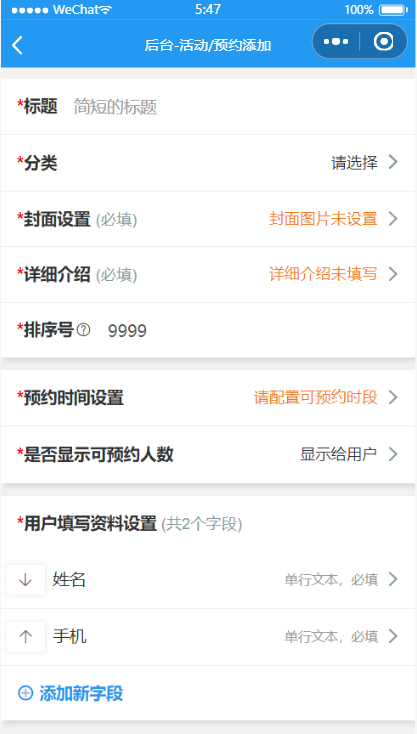 WeChat 5:47 100%
后台-活动/预约添加
*标题 简短的标题
*分类 请选择
*封面设置 (必填) 封面图片未设置
*详细介绍 (必填) 详细介绍未填写
*排序号? 9999
*预约时间设置 请配置可预约时段
*是否显示可预约人数 显示给用户
*用户填写资料设置 (共2个字段)
姓名 单行文本，必填
手机 单行文本，必填
添加新字段